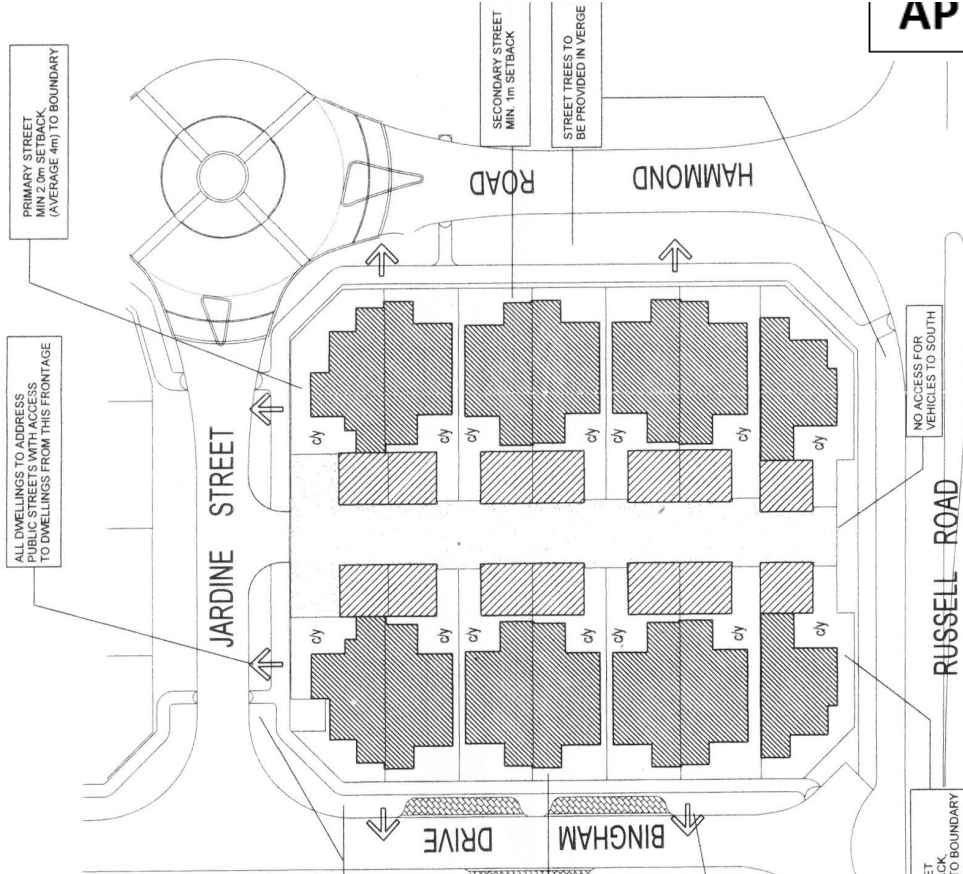 AP
PRIMARY STREET
MIN 2.0m SETBACK,
(AVERAGE 4m) TO BOUNDARY
SECONDARY STREET
MIN. 1m SETBACK
STREET TREES TO
BE PROVIDED IN VERGE
ROAD
HAMMOND
ALL DWELLINGS TO ADDRESS
PUBLIC STREETS WITH ACCESS
TO DWELLINGS FROM THIS FRONTAGE
NO ACCESS FOR
VEHICLES TO SOUTH
JARDINE STREET
c/y
c/y
c/y
c/y
c/y
c/y
c/y
c/y
c/y
c/y
c/y
c/y
RUSSELL ROAD
DRIVE
BINGHAM
ET
CK,
TO BOUNDARY